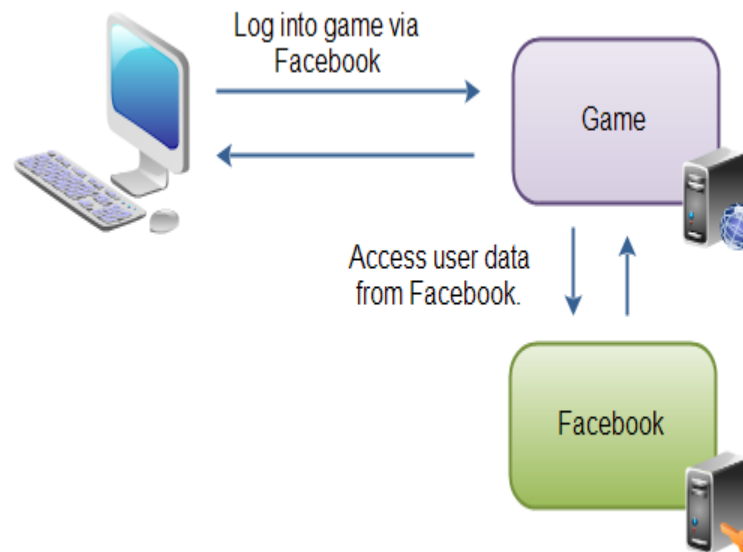 Log into game via
Facebook
Game
Access user data
from Facebook.
Facebook